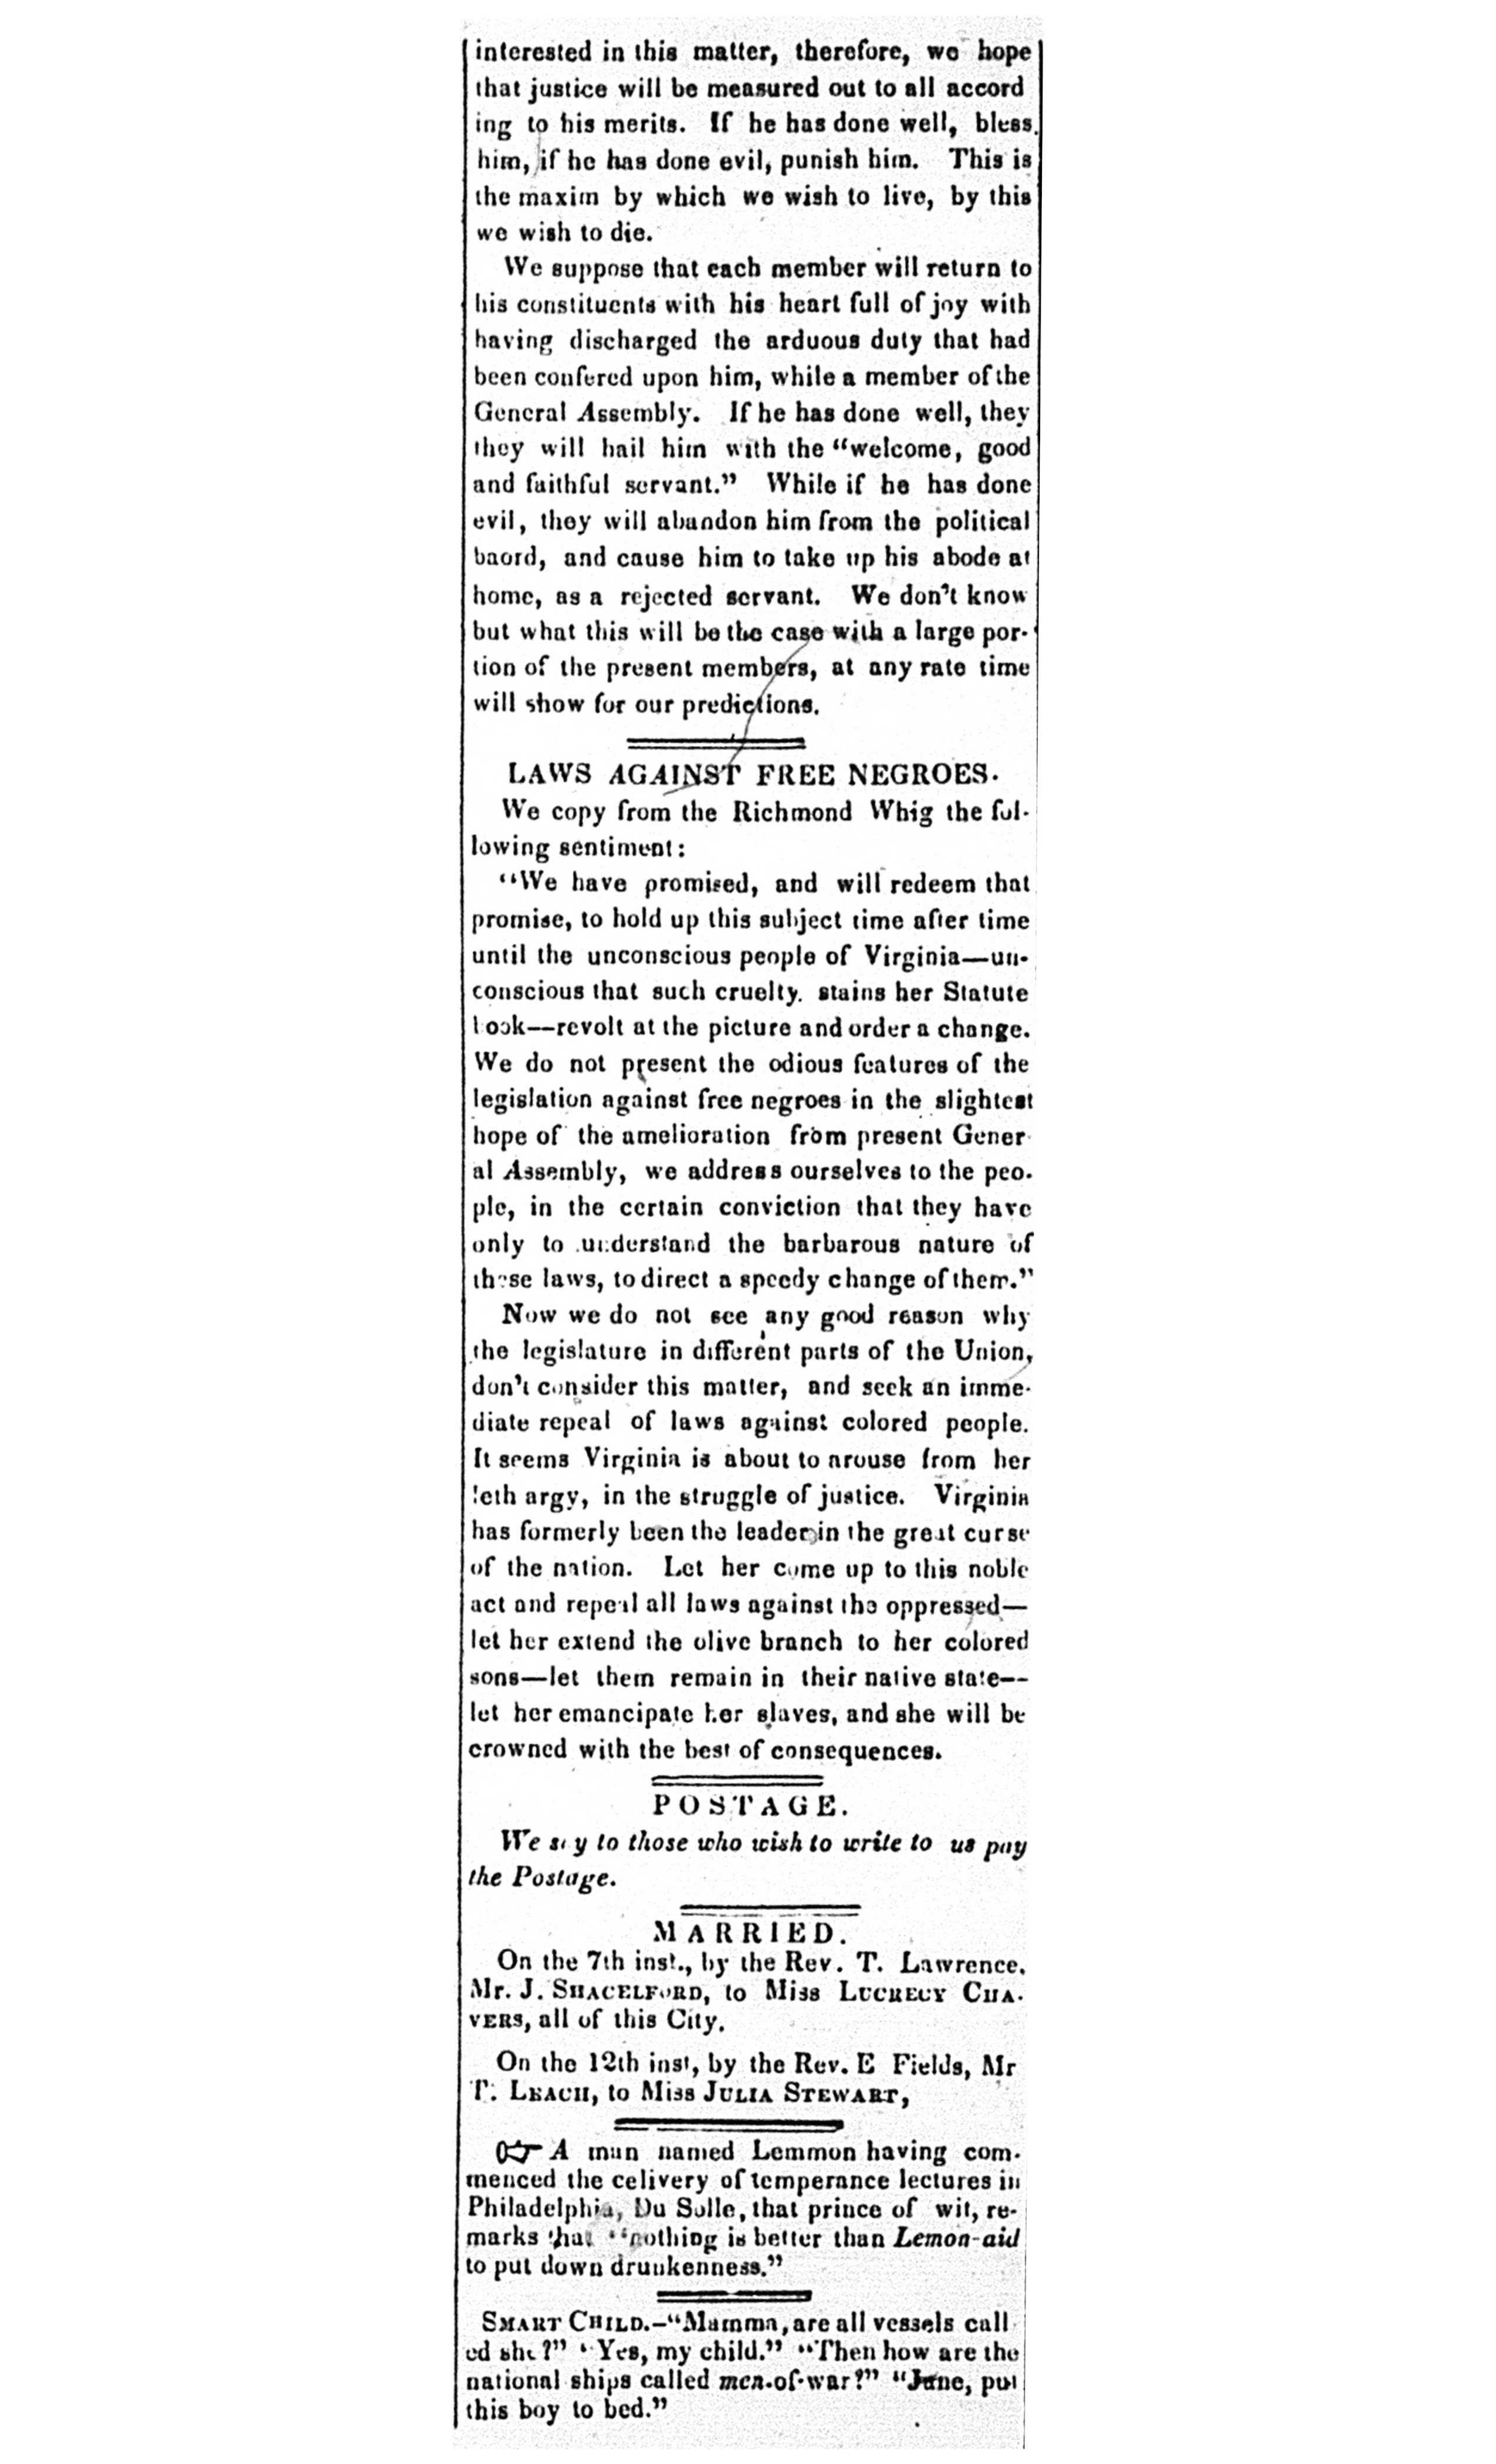 interested in this matter, therefore, we hope
that justice will be measured out to all accord
ing to his merits. If he has done well, bless
him, if he has done evil, punish him. This is
the maxim by which we wish to live, by this
we wish to die.
We suppose that each member will return to
his constituents with his heart full of joy with
having discharged the arduous duty that had
been confered upon him, while a member of the
General Assembly. If he has done well, they
they will hail him with the "welcome, good
and faithful servant." While if he has done
evil, they will abandon him from the political
baord, and cause him to take up his abode at
home, as a rejected servant. We don't know
but what this will be the case with a large por-
tion of the present members, at any rate time
will show for our predictions.
LAWS AGAINST FREE NEGROES.
We copy from the Richmond Whig the fol-
lowing sentiment:
"We have promised, and will redeem that
promise, to hold up this subject time after time
until the unconscious people of Virginia—un-
conscious that such cruelty. stains her Statute
book—revolt at the picture and order a change.
We do not present the odious features of the
legislation against free negroes in the slightest
hope of the amelioration from present Gener
al Assembly, we address ourselves to the peo-
ple, in the certain conviction that they have
only to understand the barbarous nature of
these laws, to direct a speedy change of them."
Now we do not see any good reason why
the legislature in different parts of the Union,
don't consider this matter, and seek an imme-
diate repeal of laws against colored people.
It seems Virginia is about to arouse from her
leth argy, in the struggle of justice. Virginia
has formerly been the leader in the great curse
of the nation. Let her come up to this noble
act and repeal all laws against the oppressed—
let her extend the olive branch to her colored
sons—let them remain in their native state—
let her emancipate her slaves, and she will be
crowned with the best of consequences.
POSTAGE.
We say to those who wish to write to us pay
the Postage.
MARRIED.
On the 7th inst., by the Rev. T. Lawrence.
Mr. J. SHACELFORD, to Miss LUCRECY CHA-
VERS, all of this City.
On the 12th inst, by the Rev. E Fields, Mr
T. LEACH, to Miss JULIA STEWART,
☞ A man named Lemmon having com-
menced the celivery of temperance lectures in
Philadelphia, Du Solle, that prince of wit, re-
marks that "nothing is better than Lemon-aid
to put down drunkenness."
SMART CHILD.—"Mamma, are all vessels call
ed she?" "Yes, my child." "Then how are the
national ships called men-of-war?" "Jane, put
this boy to bed."